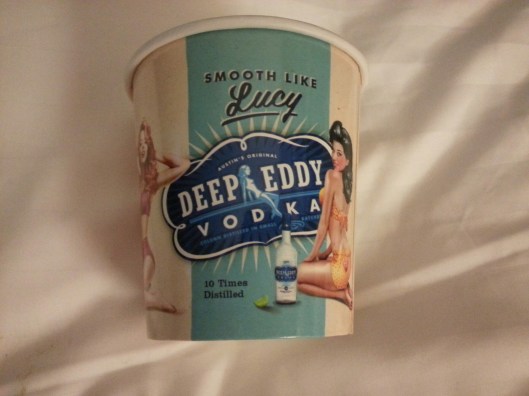 SMOOTH LIKE
Lucy
AUSTIN'S ORIGINAL
DEEP EDDY
VODKA
10 Times
Distilled